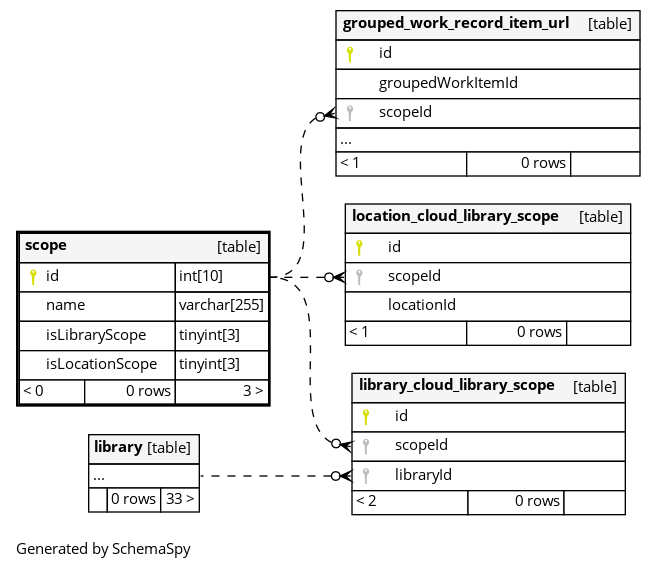 grouped_work_record_item_url [table]
id
groupedWorkItemId
scopeId
...
< 1 0 rows
location_cloud_library_scope [table]
id
scopeId
locationId
< 1 0 rows
scope [table]
id int[10]
name varchar[255]
isLibraryScope tinyint[3]
isLocationScope tinyint[3]
< 0 0 rows 3 >
library_cloud_library_scope [table]
id
scopeId
libraryId
< 2 0 rows
library [table]
...
0 rows 33 >
Generated by SchemaSpy